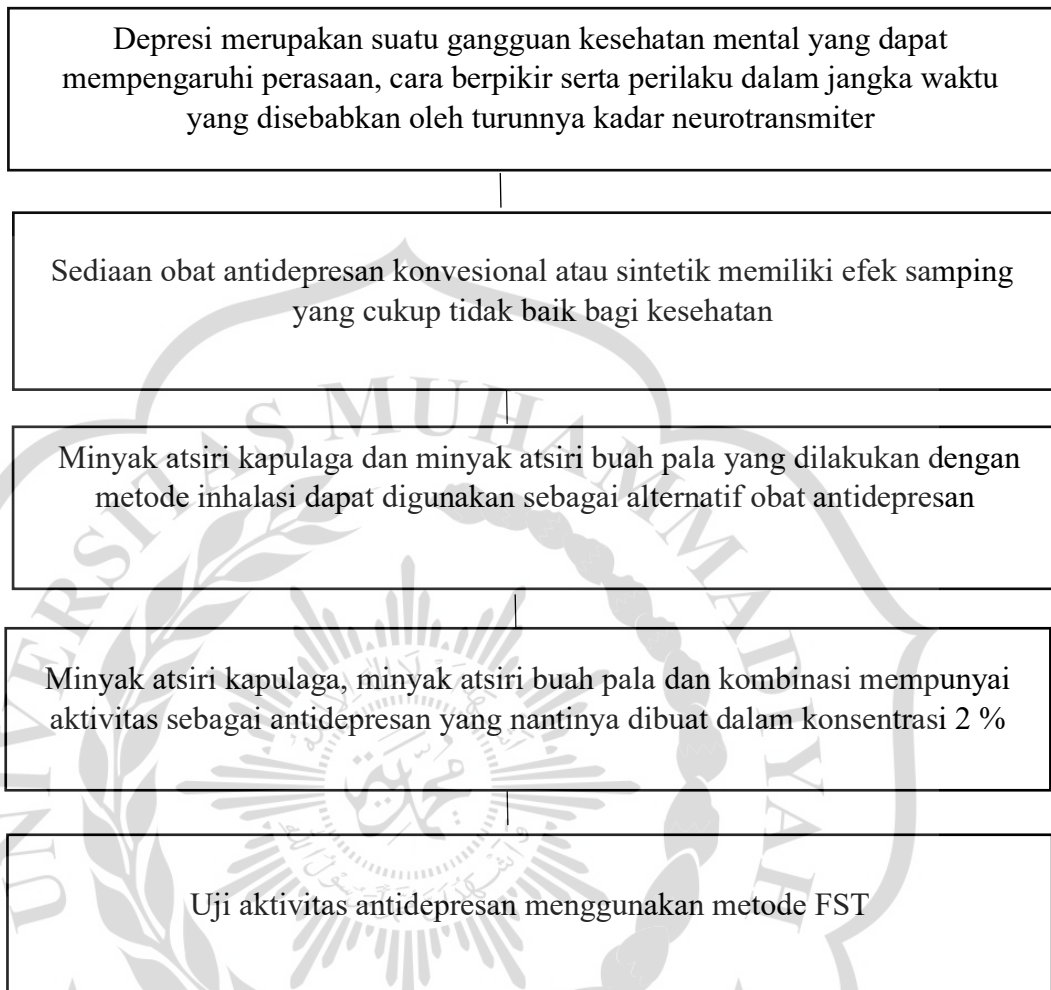 Depresi merupakan suatu gangguan kesehatan mental yang dapat
mempengaruhi perasaan, cara berpikir serta perilaku dalam jangka waktu
yang disebabkan oleh turunnya kadar neurotransmiter
Sediaan obat antidepresan konvesional atau sintetik memiliki efek samping
yang cukup tidak baik bagi kesehatan
Minyak atsiri kapulaga dan minyak atsiri buah pala yang dilakukan dengan
metode inhalasi dapat digunakan sebagai alternatif obat antidepresan
Minyak atsiri kapulaga, minyak atsiri buah pala dan kombinasi mempunyai
aktivitas sebagai antidepresan yang nantinya dibuat dalam konsentrasi 2 %
Uji aktivitas antidepresan menggunakan metode FST
UNIVERSITAS MUHAMMADIYAH